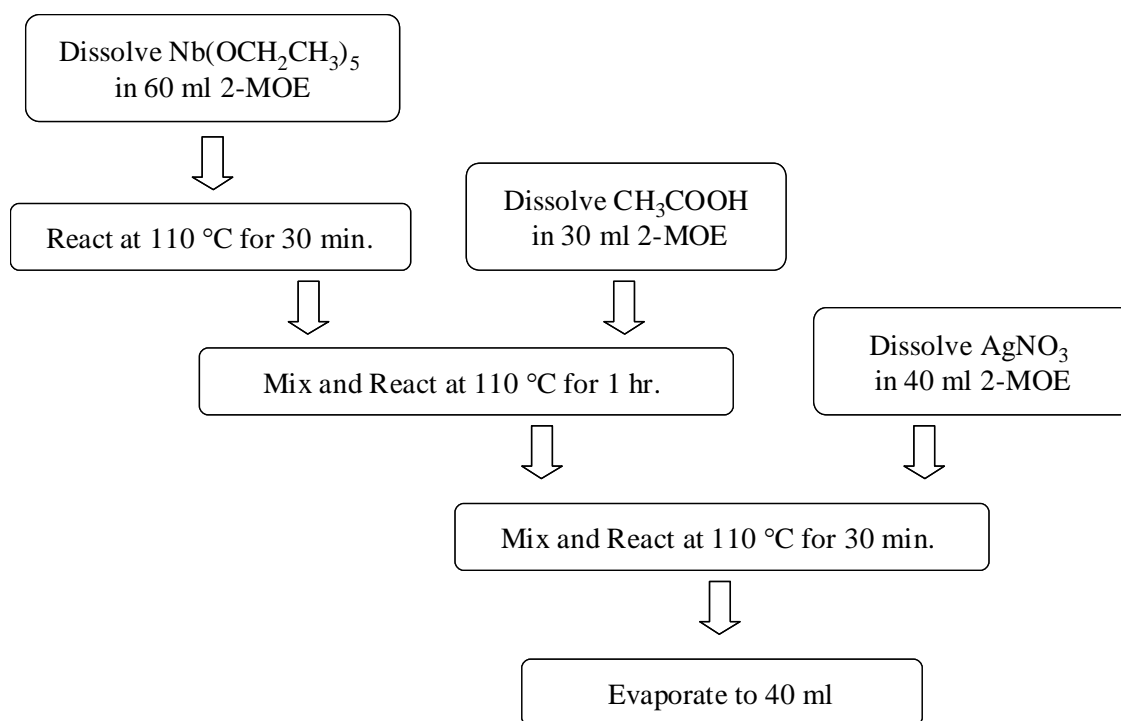 Dissolve Nb(OCH₂CH₃)₅
in 60 ml 2-MOE
React at 110 °C for 30 min.
Dissolve CH₃COOH
in 30 ml 2-MOE
Mix and React at 110 °C for 1 hr.
Dissolve AgNO₃
in 40 ml 2-MOE
Mix and React at 110 °C for 30 min.
Evaporate to 40 ml